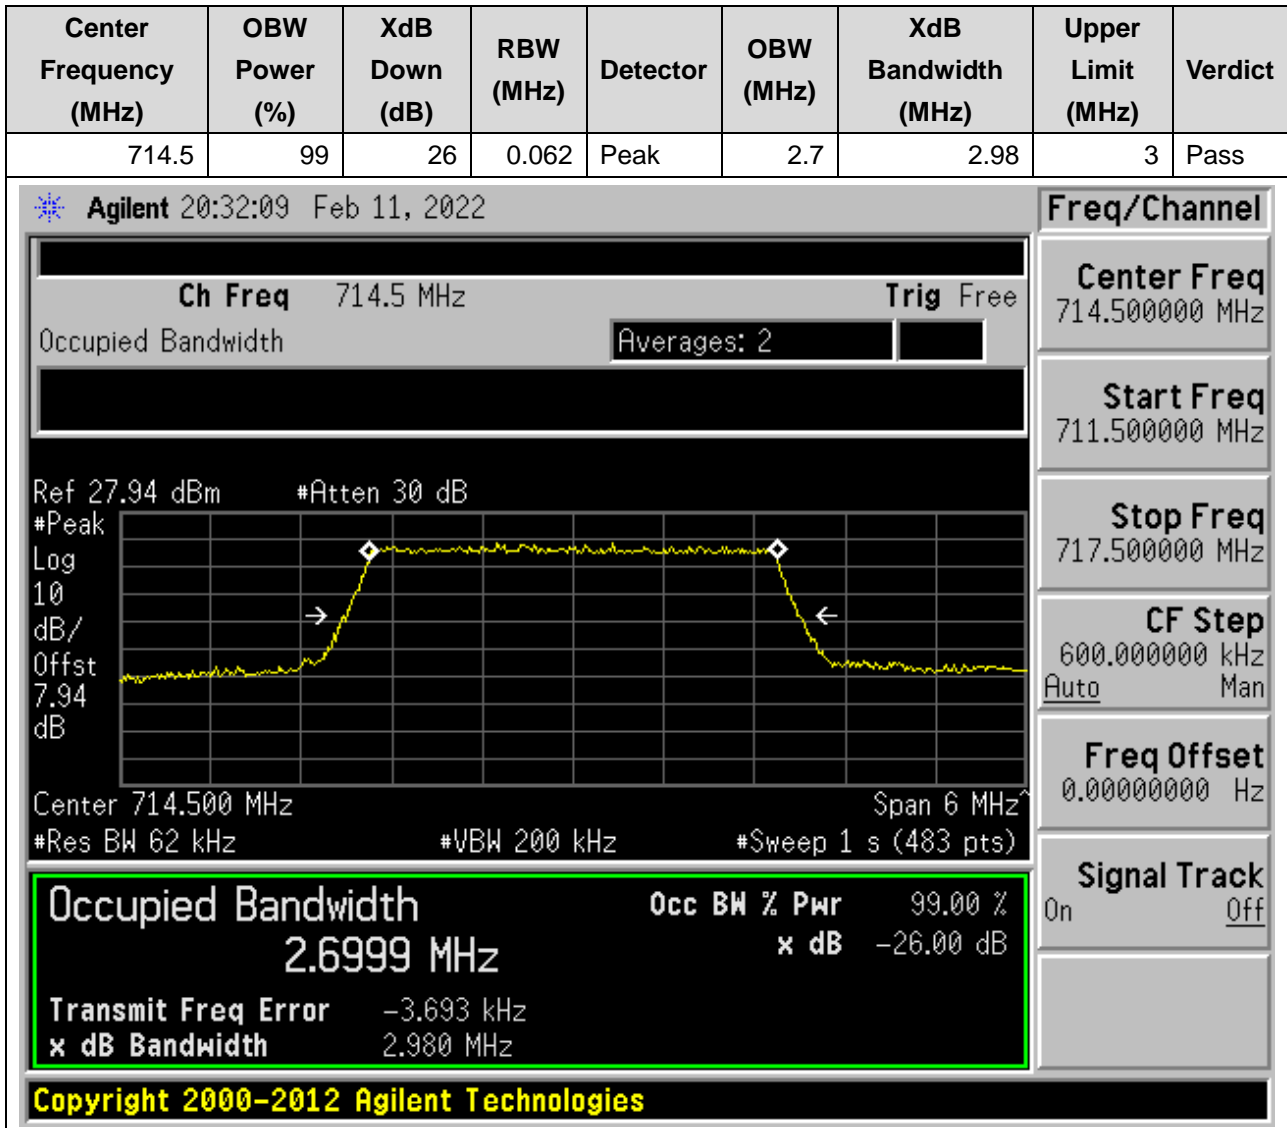 Center Frequency (MHz) OBW Power (%) XdB Down (dB) RBW (MHz) Detector OBW (MHz) XdB Bandwidth (MHz) Upper Limit (MHz) Verdict
714.5 99 26 0.062 Peak 2.7 2.98 3 Pass
Agilent 20:32:09 Feb 11, 2022
Freq/Channel
Ch Freq 714.5 MHz Trig Free
Occupied Bandwidth Averages: 2
Center Freq
714.500000 MHz
Start Freq
711.500000 MHz
Stop Freq
717.500000 MHz
CF Step
600.000000 kHz
Auto Man
Freq Offset
0.00000000 Hz
Signal Track
On Off
Ref 27.94 dBm #Atten 30 dB
#Peak
Log
10
dB/
Offst
7.94
dB
Center 714.500 MHz Span 6 MHz^
#Res BW 62 kHz #VBW 200 kHz #Sweep 1 s (483 pts)
Occupied Bandwidth
2.6999 MHz
Occ BW % Pwr 99.00 %
x dB -26.00 dB
Transmit Freq Error -3.693 kHz
x dB Bandwidth 2.980 MHz
Copyright 2000-2012 Agilent Technologies